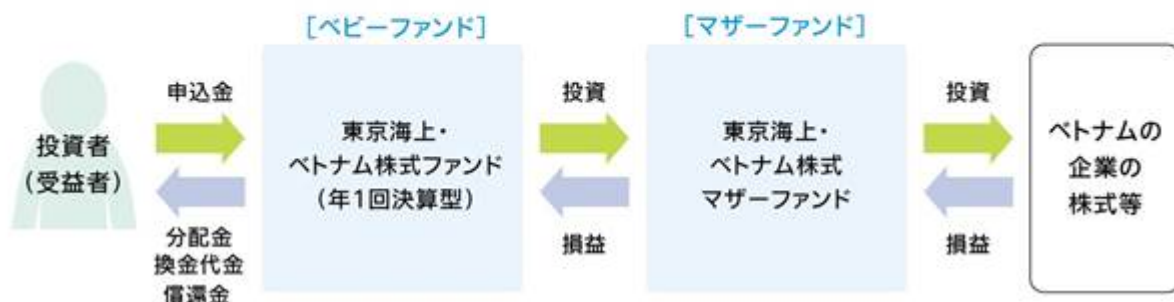 [ベビーファンド]
[マザーファンド]
投資者
(受益者)
申込金
分配金
換金代金
償還金
東京海上・
ベトナム株式ファンド
(年1回決算型)
投資
損益
東京海上・
ベトナム株式
マザーファンド
投資
損益
ベトナムの
企業の
株式等